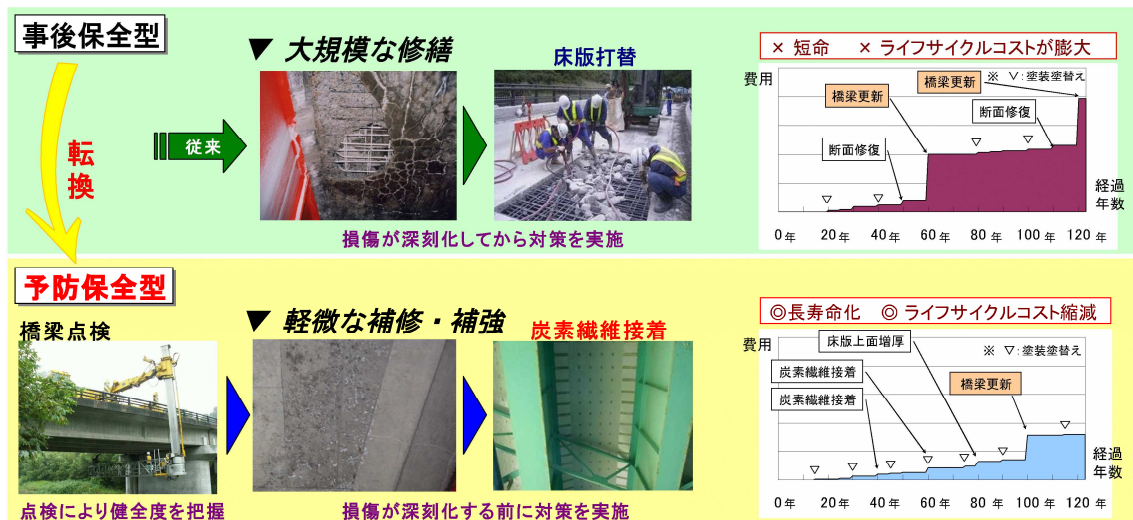 事後保全型
転換
従来
▼ 大規模な修繕
床版打替
損傷が深刻化してから対策を実施
× 短命 × ライフサイクルコストが膨大
費用
※ ▽:塗装塗替え
橋梁更新
橋梁更新
断面修復
断面修復
経過
年数
0年 20年 40年 60年 80年 100年 120年
予防保全型
橋梁点検
点検により健全度を把握
▼ 軽微な補修・補強
炭素繊維接着
損傷が深刻化する前に対策を実施
◎長寿命化 ◎ ライフサイクルコスト縮減
費用
床版上面増厚
※ ▽:塗装塗替え
炭素繊維接着
橋梁更新
炭素繊維接着
経過
年数
0年 20年 40年 60年 80年 100年 120年